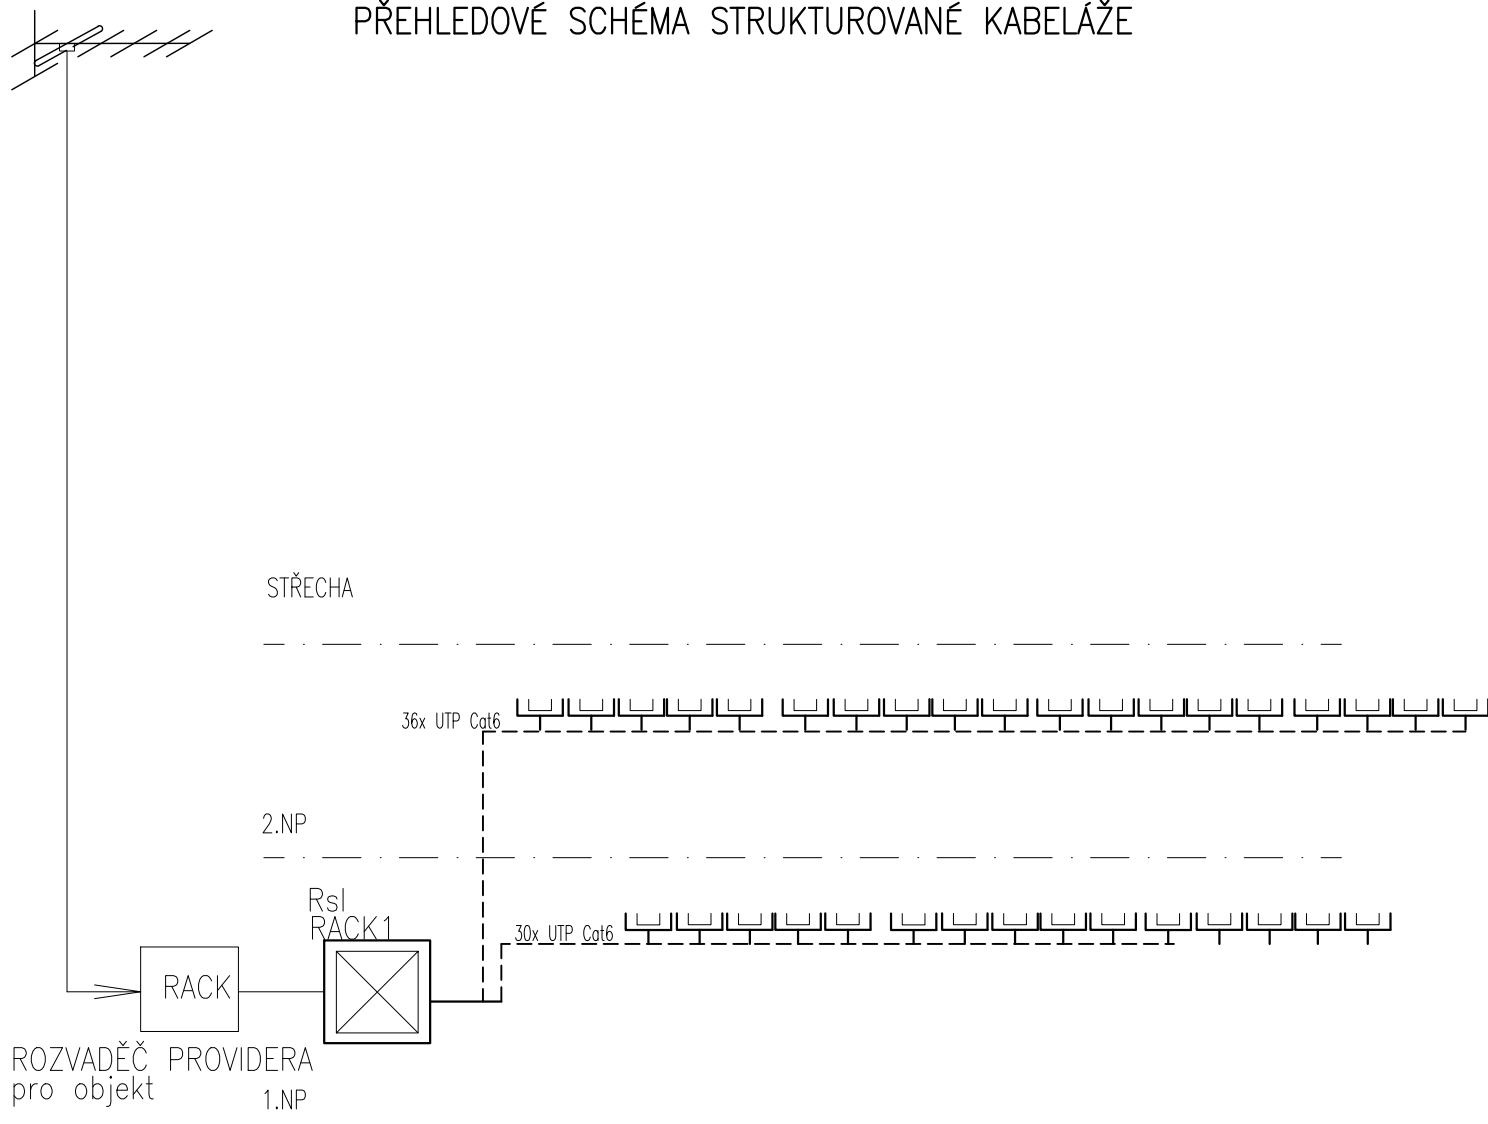 PŘEHLEDOVÉ SCHÉMA STRUKTUROVANÉ KABELÁŽE
STŘECHA
36x UTP Cat6
2.NP
Rsl
RACK1
30x UTP Cat6
RACK
ROZVADĚČ PROVIDERA
pro objekt
1.NP